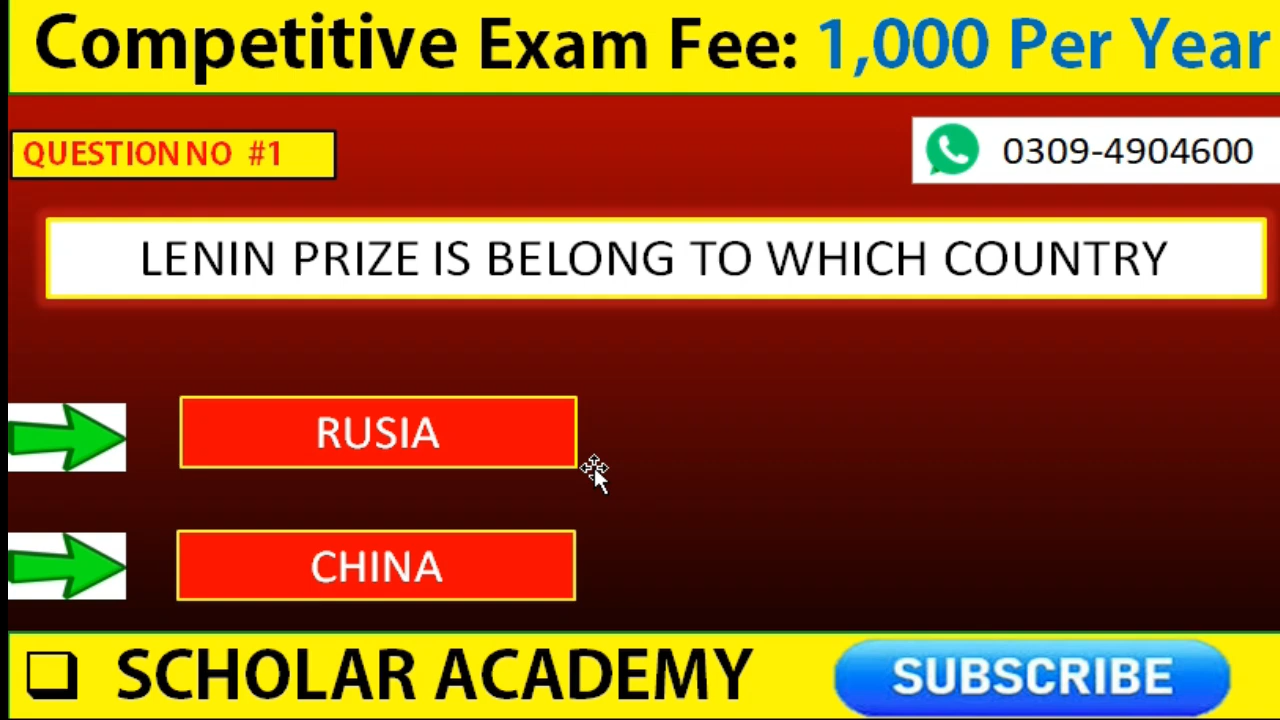 Competitive Exam Fee: 1,000 Per Year
QUESTION NO #1
0309-4904600
LENIN PRIZE IS BELONG TO WHICH COUNTRY
RUSIA
CHINA
SCHOLAR ACADEMY
SUBSCRIBE